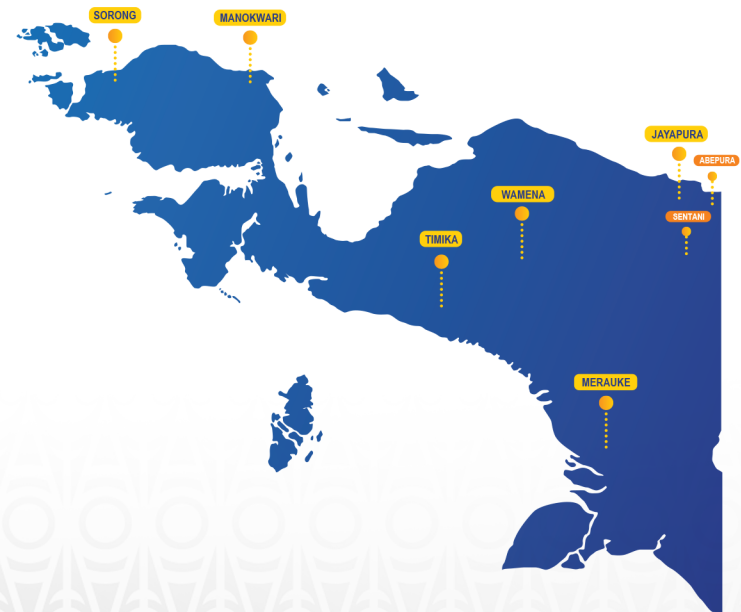 SORONG
MANOKWARI
JAYAPURA
ABEPURA
WAMENA
SENTANI
TIMIKA
MERAUKE